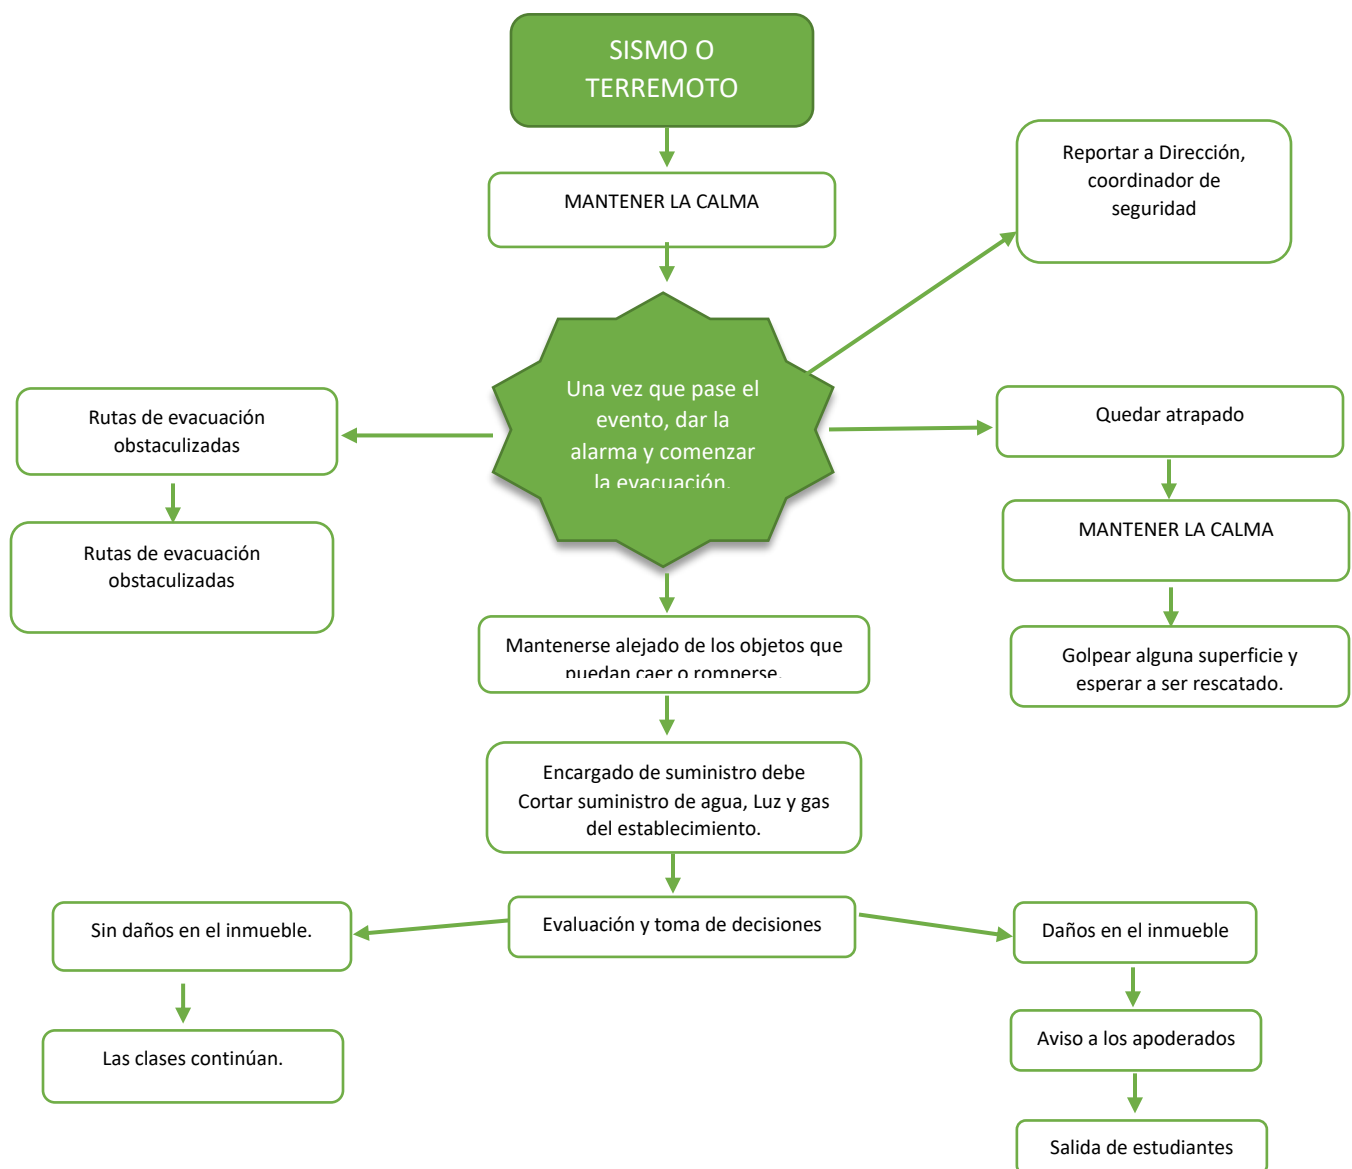 SISMO O
TERREMOTO
MANTENER LA CALMA
Reportar a Dirección,
coordinador de
seguridad
Una vez que pase el
evento, dar la
alarma y comenzar
la evacuación.
Rutas de evacuación
obstaculizadas
Rutas de evacuación
obstaculizadas
Quedar atrapado
MANTENER LA CALMA
Golpear alguna superficie y
esperar a ser rescatado.
Mantenerse alejado de los objetos que
puedan caer o romperse.
Encargado de suministro debe
Cortar suministro de agua, Luz y gas
del establecimiento.
Evaluación y toma de decisiones
Sin daños en el inmueble.
Las clases continúan.
Daños en el inmueble
Aviso a los apoderados
Salida de estudiantes